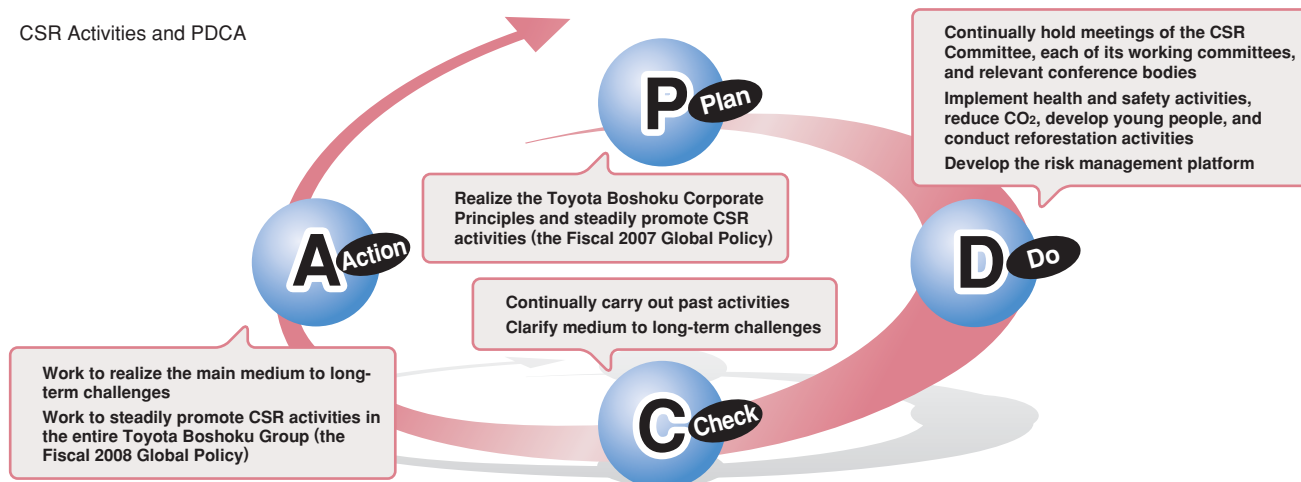 CSR Activities and PDCA
P
Plan
Realize the Toyota Boshoku Corporate
Principles and steadily promote CSR
activities (the Fiscal 2007 Global Policy)
Continually hold meetings of the CSR
Committee, each of its working committees,
and relevant conference bodies
Implement health and safety activities,
reduce CO2, develop young people, and
conduct reforestation activities
Develop the risk management platform
D
Do
Continually carry out past activities
Clarify medium to long-term challenges
C
Check
A
Action
Work to realize the main medium to long-
term challenges
Work to steadily promote CSR activities in
the entire Toyota Boshoku Group (the
Fiscal 2008 Global Policy)